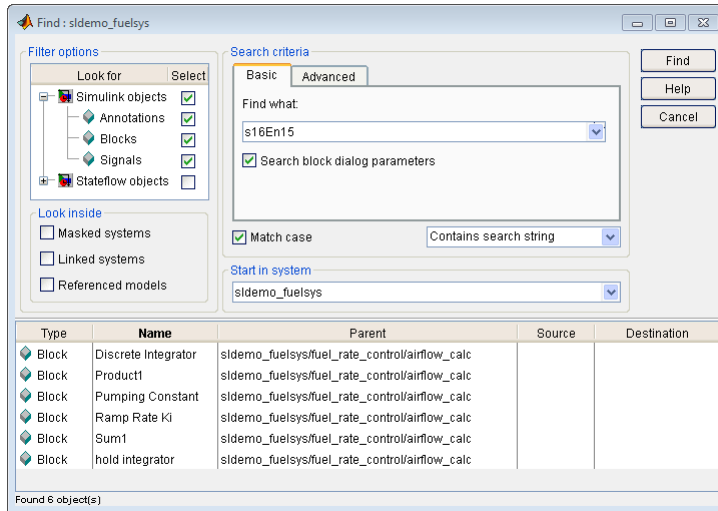 Find : sldemo_fuelsys
Filter options
Look for Select
Simulink objects
Annotations
Blocks
Signals
Stateflow objects
Look inside
Masked systems
Linked systems
Referenced models
Search criteria
Basic Advanced
Find what:
s16En15
Search block dialog parameters
Match case Contains search string
Start in system
sldemo_fuelsys
Find
Help
Cancel
Type Name Parent Source Destination
Block Discrete Integrator sldemo_fuelsys/fuel_rate_control/airflow_calc
Block Product1 sldemo_fuelsys/fuel_rate_control/airflow_calc
Block Pumping Constant sldemo_fuelsys/fuel_rate_control/airflow_calc
Block Ramp Rate Ki sldemo_fuelsys/fuel_rate_control/airflow_calc
Block Sum1 sldemo_fuelsys/fuel_rate_control/airflow_calc
Block hold integrator sldemo_fuelsys/fuel_rate_control/airflow_calc
Found 6 object(s)